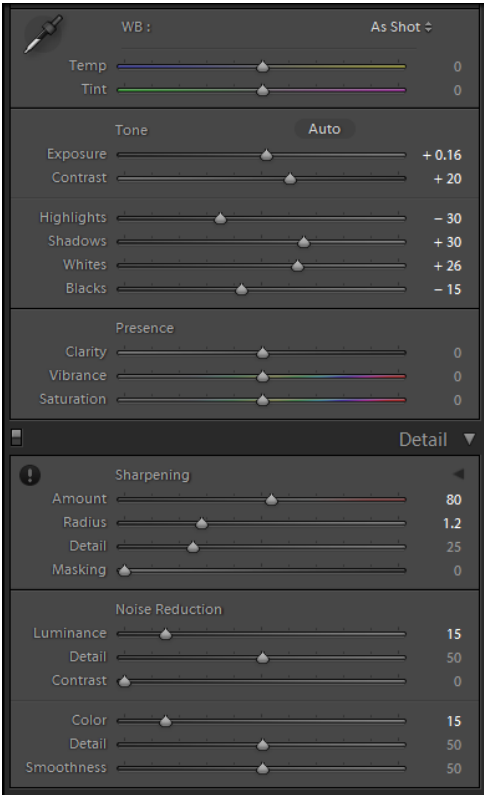 WB : As Shot
Temp 0
Tint 0
Tone Auto
Exposure + 0.16
Contrast + 20
Highlights − 30
Shadows + 30
Whites + 26
Blacks − 15
Presence
Clarity 0
Vibrance 0
Saturation 0
Detail
Sharpening
Amount 80
Radius 1.2
Detail 25
Masking 0
Noise Reduction
Luminance 15
Detail 50
Contrast 0
Color 15
Detail 50
Smoothness 50